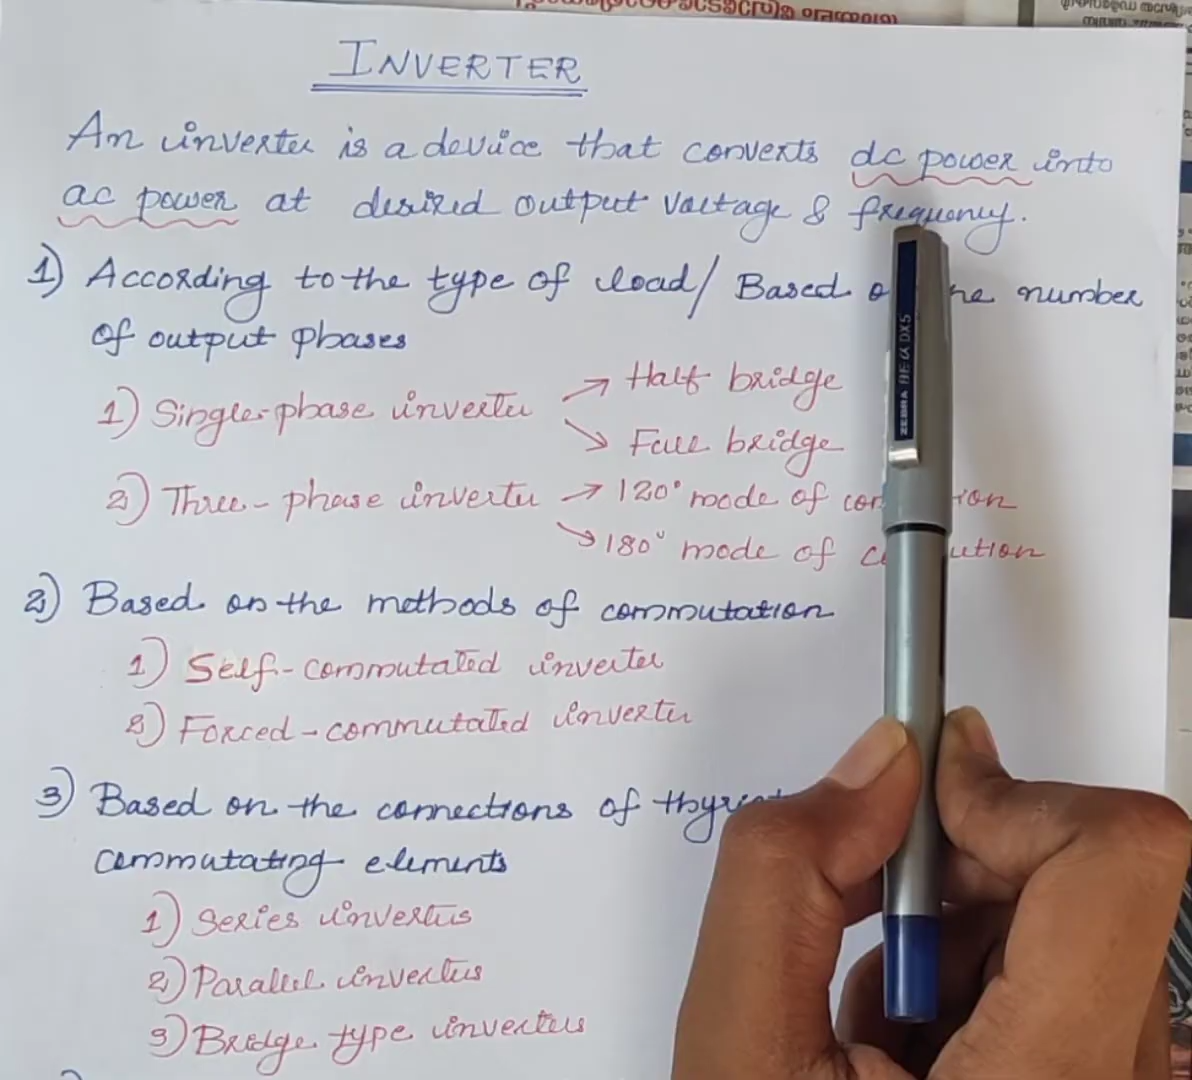 INVERTER
An inverter is a device that converts dc power into
ac power at desired output voltage & frequency.
1) According to the type of load/ Based number
of output phases
1) Single-phase inverter → Half bridge
↘ Full bridge
2) Three-phase inverter → 120° mode of
↘ 180° mode of
2) Based on the methods of commutation
1) Self-commutated inverter
2) Forced-commutated inverter
3) Based on the connections of
commutating elements
1) Series inverters
2) Parallel inverters
3) Bridge type inverters
ZEBRA BE α DX5